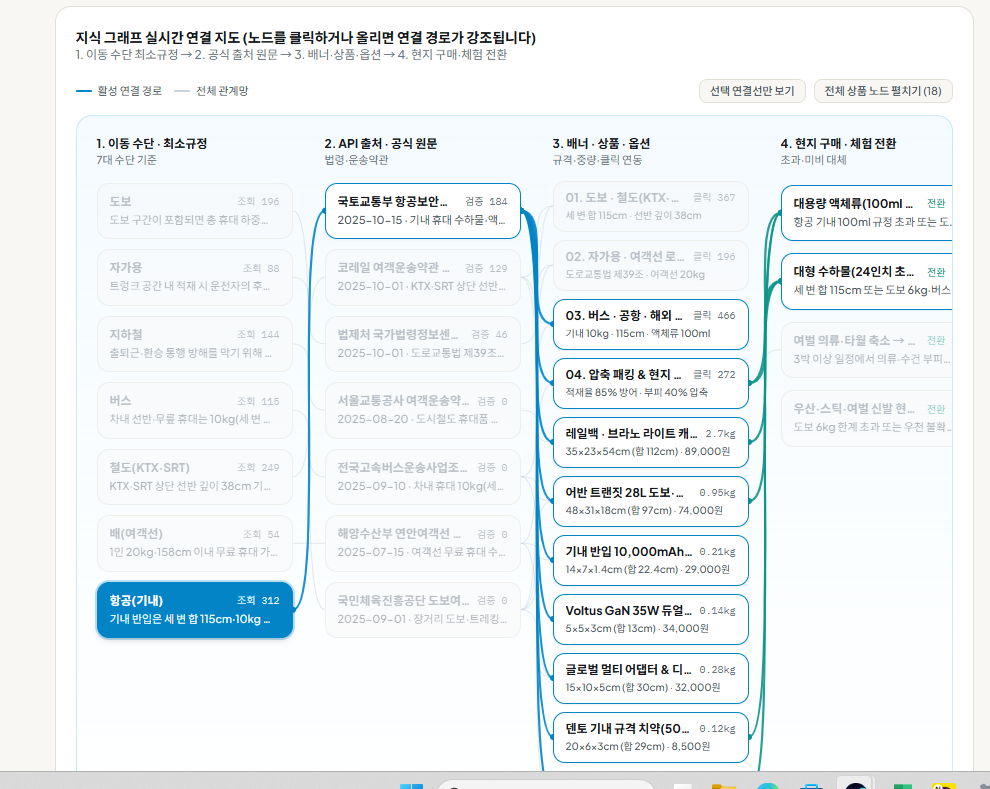 지식 그래프 실시간 연결 지도 (노드를 클릭하거나 올리면 연결 경로가 강조됩니다)
1. 이동 수단 최소규정 → 2. 공식 출처 원문 → 3. 배너·상품·옵션 → 4. 현지 구매·체험 전환
활성 연결 경로 전체 관계망
선택 연결선만 보기 전체 상품 노드 펼치기 (18)
1. 이동 수단 · 최소규정
7대 수단 기준
도보 조회 196
도보 구간이 포함되면 총 휴대 하중...
자가용 조회 88
트렁크 공간 내 적재 시 운전자의 후...
지하철 조회 144
출퇴근·환승 통행 방해를 막기 위해 ...
버스 조회 115
차내 선반·무릎 휴대는 10kg(세 변 ...
철도(KTX·SRT) 조회 249
KTX·SRT 상단 선반 깊이 38cm 기...
배(여객선) 조회 54
1인 20kg·158cm 이내 무료 휴대 가...
항공(기내) 조회 312
기내 반입은 세 변 합 115cm·10kg ...
2. API 출처 · 공식 원문
법령·운송약관
국토교통부 항공보안... 검증 184
2025-10-15 · 기내 휴대 수하물·액...
코레일 여객운송약관 ... 검증 129
2025-10-01 · KTX·SRT 상단 선반...
법제처 국가법령정보센... 검증 46
2025-10-01 · 도로교통법 제39조...
서울교통공사 여객운송약... 검증 0
2025-08-20 · 도시철도 휴대품 ...
전국고속버스운송사업조... 검증 0
2025-09-10 · 차내 휴대 10kg(세...
해양수산부 연안여객선 ... 검증 0
2025-07-15 · 여객선 무료 휴대 수...
국민체육진흥공단 도보여... 검증 0
2025-09-01 · 장거리 도보·트레킹...
3. 배너 · 상품 · 옵션
규격·중량·클릭 연동
01. 도보 · 철도(KTX·... 클릭 367
세 변 합 115cm · 선반 깊이 38cm
02. 자가용 · 여객선 로... 클릭 196
도로교통법 제39조 · 여객선 20kg
03. 버스 · 공항 · 해외 ... 클릭 466
기내 10kg · 115cm · 액체류 100ml
04. 압축 패킹 & 현지 ... 클릭 272
적재율 85% 방어 · 부피 40% 압축
레일백 · 브라노 라이트 캐... 2.7kg
35×23×54cm (합 112cm) · 89,000원
어반 트랜짓 28L 도보·... 0.95kg
48×31×18cm (합 97cm) · 74,000원
기내 반입 10,000mAh... 0.21kg
14×7×1.4cm (합 22.4cm) · 29,000원
Voltus GaN 35W 듀얼... 0.14kg
5×5×3cm (합 13cm) · 34,000원
글로벌 멀티 어댑터 & 디... 0.28kg
15×10×5cm (합 30cm) · 32,000원
덴토 기내 규격 치약(50... 0.12kg
20×6×3cm (합 29cm) · 8,500원
4. 현지 구매 · 체험 전환
초과·미비 대체
대용량 액체류(100ml ... 전환
항공 기내 100ml 규정 초과 또는 도...
대형 수하물(24인치 초... 전환
세 변 합 115cm 또는 도보 6kg·버스
여벌 의류·타월 축소 → ... 전환
3박 이상 일정에서 의류·수건 부피...
우산·스틱·여벌 신발 현... 전환
도보 6kg 한계 초과 또는 우천 불확...